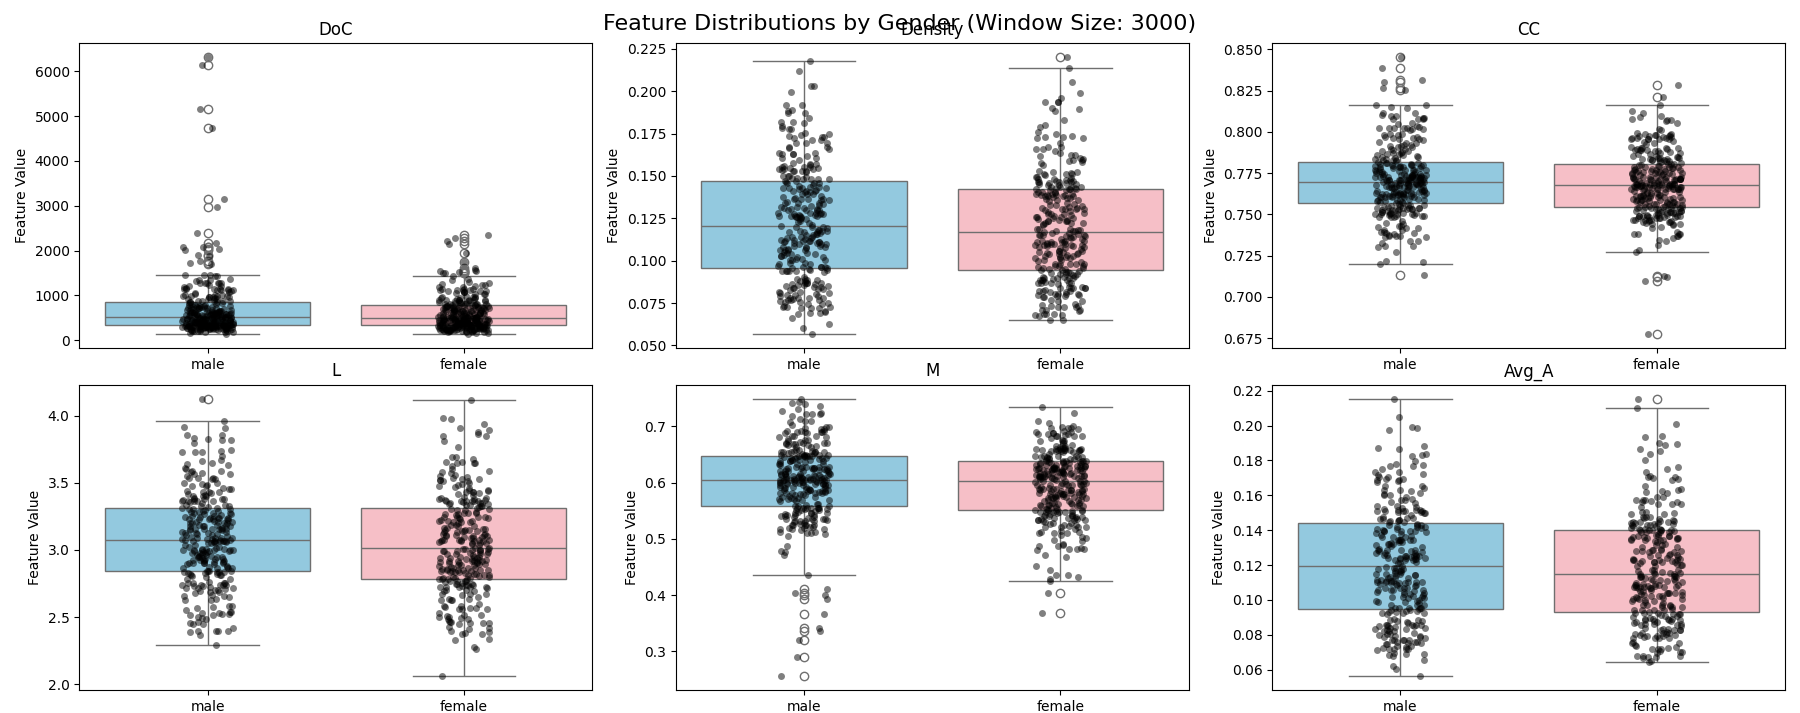 Feature Distributions by Gender (Window Size: 3000)
DoC
Feature Value
6000
5000
4000
3000
2000
1000
0
male female
Density
Feature Value
0.225
0.200
0.175
0.150
0.125
0.100
0.075
0.050
male female
CC
Feature Value
0.850
0.825
0.800
0.775
0.750
0.725
0.700
0.675
male female
L
Feature Value
4.0
3.5
3.0
2.5
2.0
male female
M
Feature Value
0.7
0.6
0.5
0.4
0.3
male female
Avg_A
Feature Value
0.22
0.20
0.18
0.16
0.14
0.12
0.10
0.08
0.06
male female